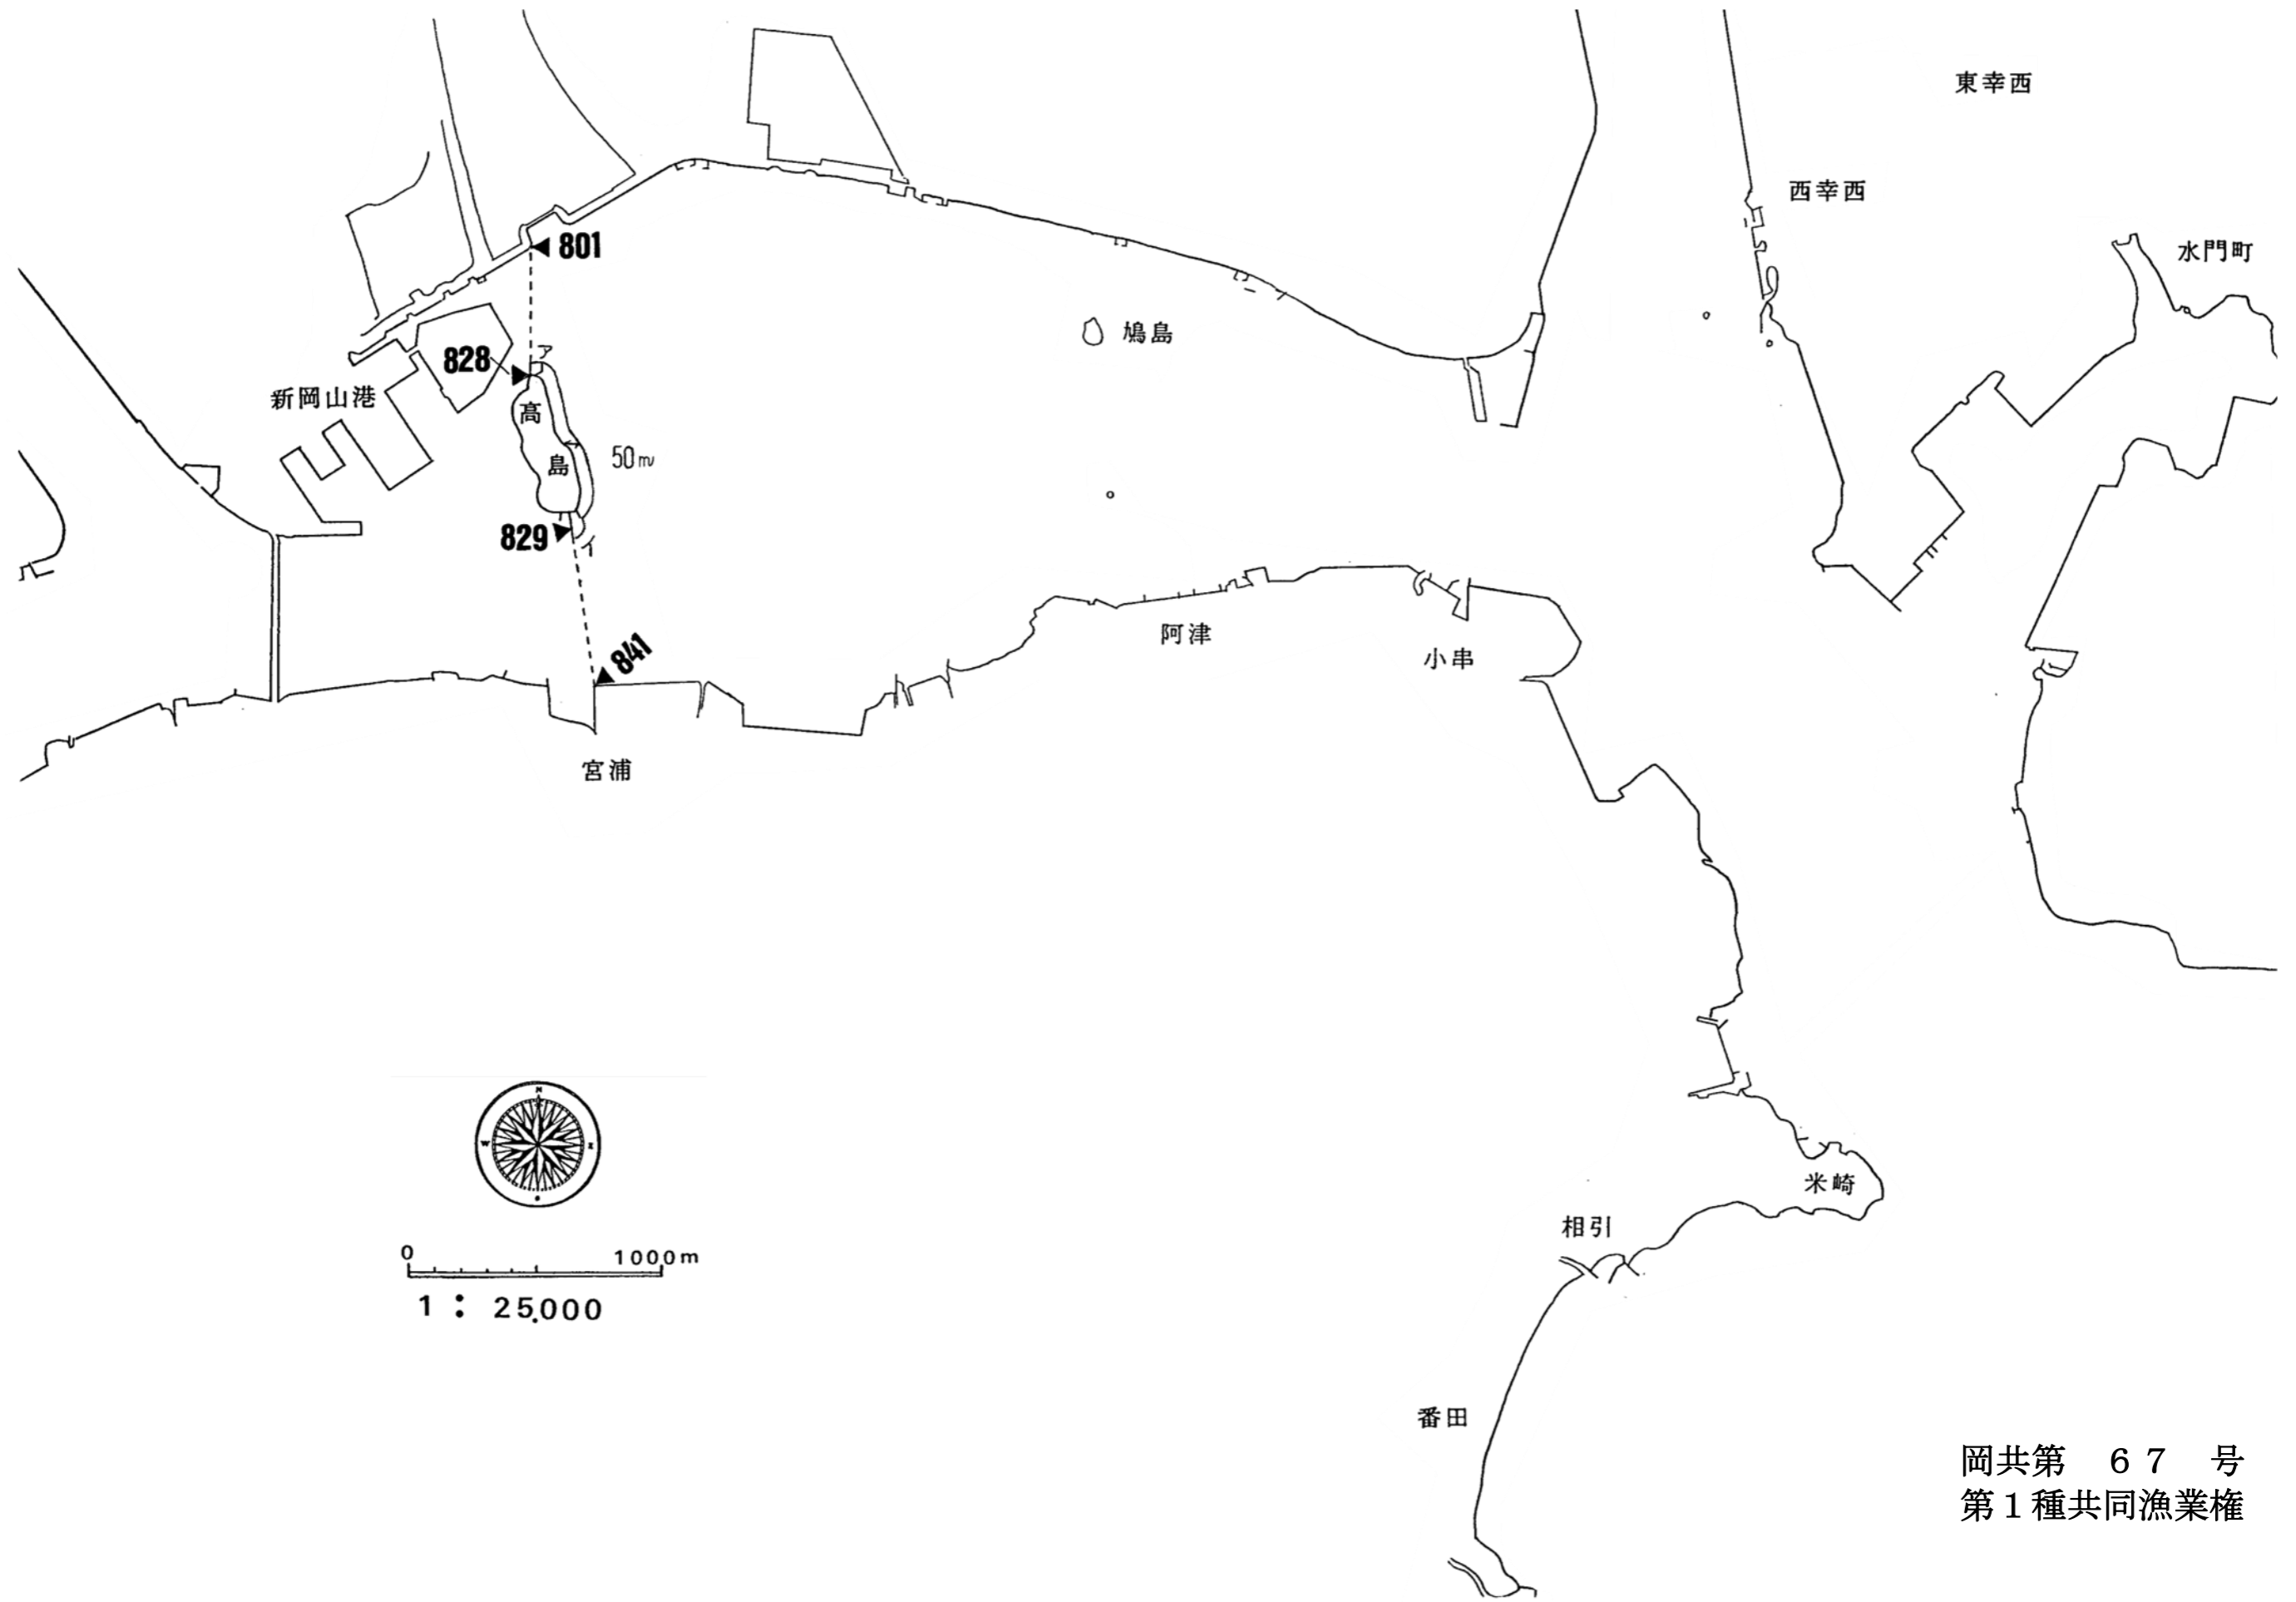 東幸西
西幸西
水門町
801
鳩島
ア
828
新岡山港
高島
50m
829
イ
841
阿津
小串
宮浦
N
W
E
S
米崎
相引
0 1000m
1 : 25,000
番田
岡共第 67 号
第1種共同漁業権